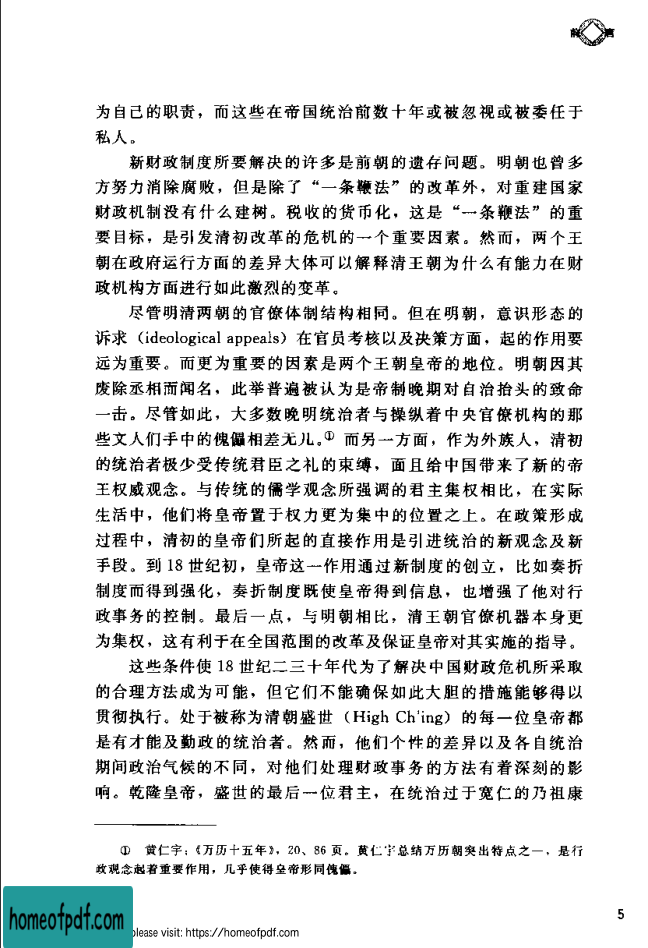 前言
为自己的职责，而这些在帝国统治前数十年或被忽视或被委任于
私人。
新财政制度所要解决的许多是前朝的遗存问题。明朝也曾多
方努力消除腐败，但是除了“一条鞭法”的改革外，对重建国家
财政机制没有什么建树。税收的货币化，这是“一条鞭法”的重
要目标，是引发清初改革的危机的一个重要因素。然而，两个王
朝在政府运行方面的差异大体可以解释清王朝为什么有能力在财
政机构方面进行如此激烈的变革。
尽管明清两朝的官僚体制结构相同。但在明朝，意识形态的
诉求（ideological appeals）在官员考核以及决策方面，起的作用要
远为重要。而更为重要的因素是两个王朝皇帝的地位。明朝因其
废除丞相而闻名，此举普遍被认为是帝制晚期对自治抬头的致命
一击。尽管如此，大多数晚明统治者与操纵着中央官僚机构的那
些文人们手中的傀儡相差无儿。① 而另一方面，作为外族人，清初
的统治者极少受传统君臣之礼的束缚，面且给中国带来了新的帝
王权威观念。与传统的儒学观念所强调的君主集权相比，在实际
生活中，他们将皇帝置于权力更为集中的位置之上。在政策形成
过程中，清初的皇帝们所起的直接作用是引进统治的新观念及新
手段。到 18 世纪初，皇帝这一作用通过新制度的创立，比如奏折
制度而得到强化，奏折制度既使皇帝得到信息，也增强了他对行
政事务的控制。最后一点，与明朝相比，清王朝官僚机器本身更
为集权，这有利于在全国范围的改革及保证皇帝对其实施的指导。
这些条件使 18 世纪二三十年代为了解决中国财政危机所采取
的合理方法成为可能，但它们不能确保如此大胆的措施能够得以
贯彻执行。处于被称为清朝盛世（High Ch'ing）的每一位皇帝都
是有才能及勤政的统治者。然而，他们个性的差异以及各自统治
期间政治气候的不同，对他们处理财政事务的方法有着深刻的影
响。乾隆皇帝，盛世的最后一位君主，在统治过于宽仁的乃祖康
① 黄仁宇：《万历十五年》，20、86 页。黄仁宇总结万历朝突出特点之一，是行
政观念起着重要作用，几乎使得皇帝形同傀儡。
5
homeofpdf.com
please visit: https://homeofpdf.com